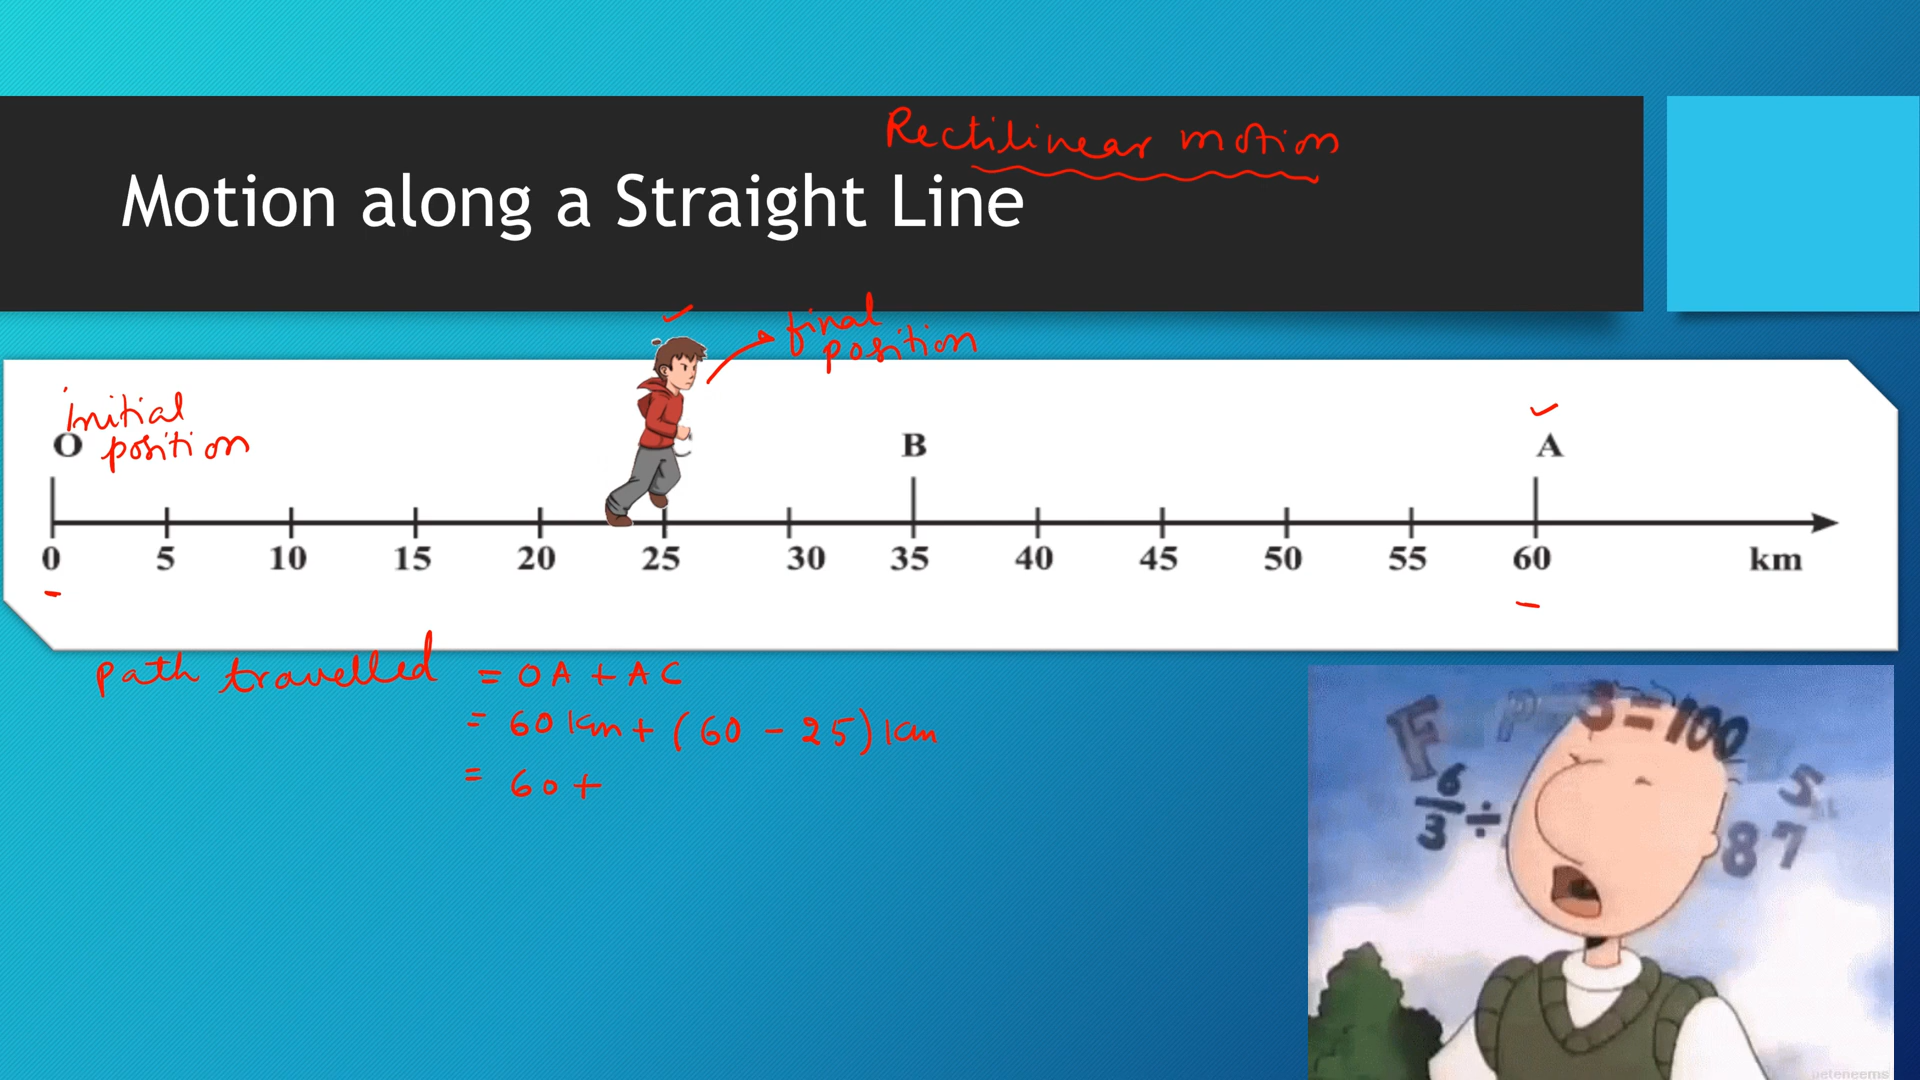 Rectilinear motion
Motion along a Straight Line
final
position
initial
position
O
C
B
A
0 5 10 15 20 25 30 35 40 45 50 55 60 km
Path travelled = OA + AC
= 60 km + (60 - 25) km
= 60 +
F P 3=100
6/3 ÷
5
87
peteneems